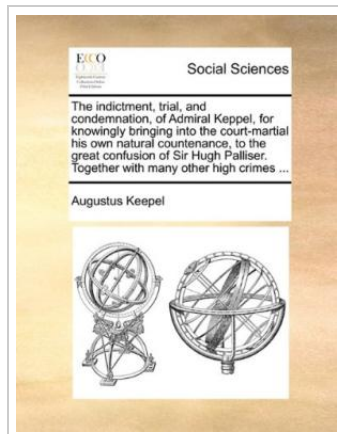 ECCO
Social Sciences
The indictment, trial, and
condemnation, of Admiral Keppel, for
knowingly bringing into the court-martial
his own natural countenance, to the
great confusion of Sir Hugh Palliser.
Together with many other high crimes ...
Augustus Keepel